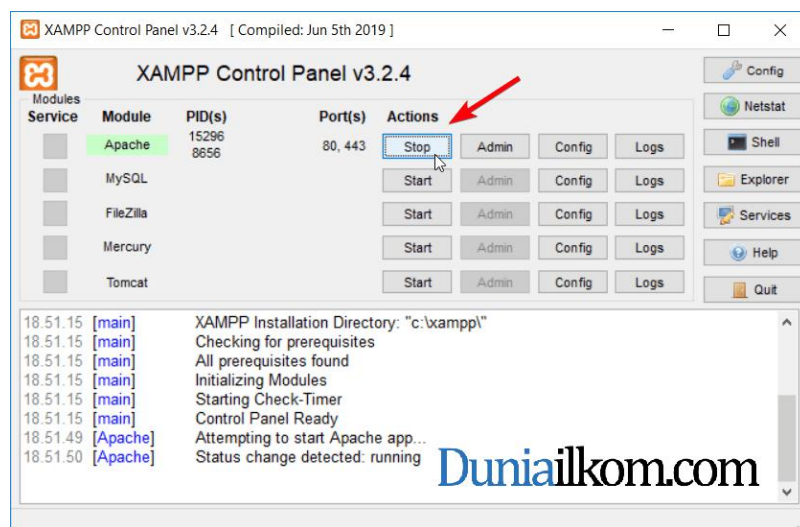 XAMPP Control Panel v3.2.4 [ Compiled: Jun 5th 2019 ]
XAMPP Control Panel v3.2.4
Config
Modules
Service Module PID(s) Port(s) Actions
Netstat
Apache 15296 8656 80, 443 Stop Admin Config Logs
Shell
MySQL Start Admin Config Logs
Explorer
FileZilla Start Admin Config Logs
Services
Mercury Start Admin Config Logs
Help
Tomcat Start Admin Config Logs
Quit
18.51.15 [main] XAMPP Installation Directory: "c:\xampp\"
18.51.15 [main] Checking for prerequisites
18.51.15 [main] All prerequisites found
18.51.15 [main] Initializing Modules
18.51.15 [main] Starting Check-Timer
18.51.15 [main] Control Panel Ready
18.51.49 [Apache] Attempting to start Apache app...
18.51.50 [Apache] Status change detected: running
Duniailkom.com